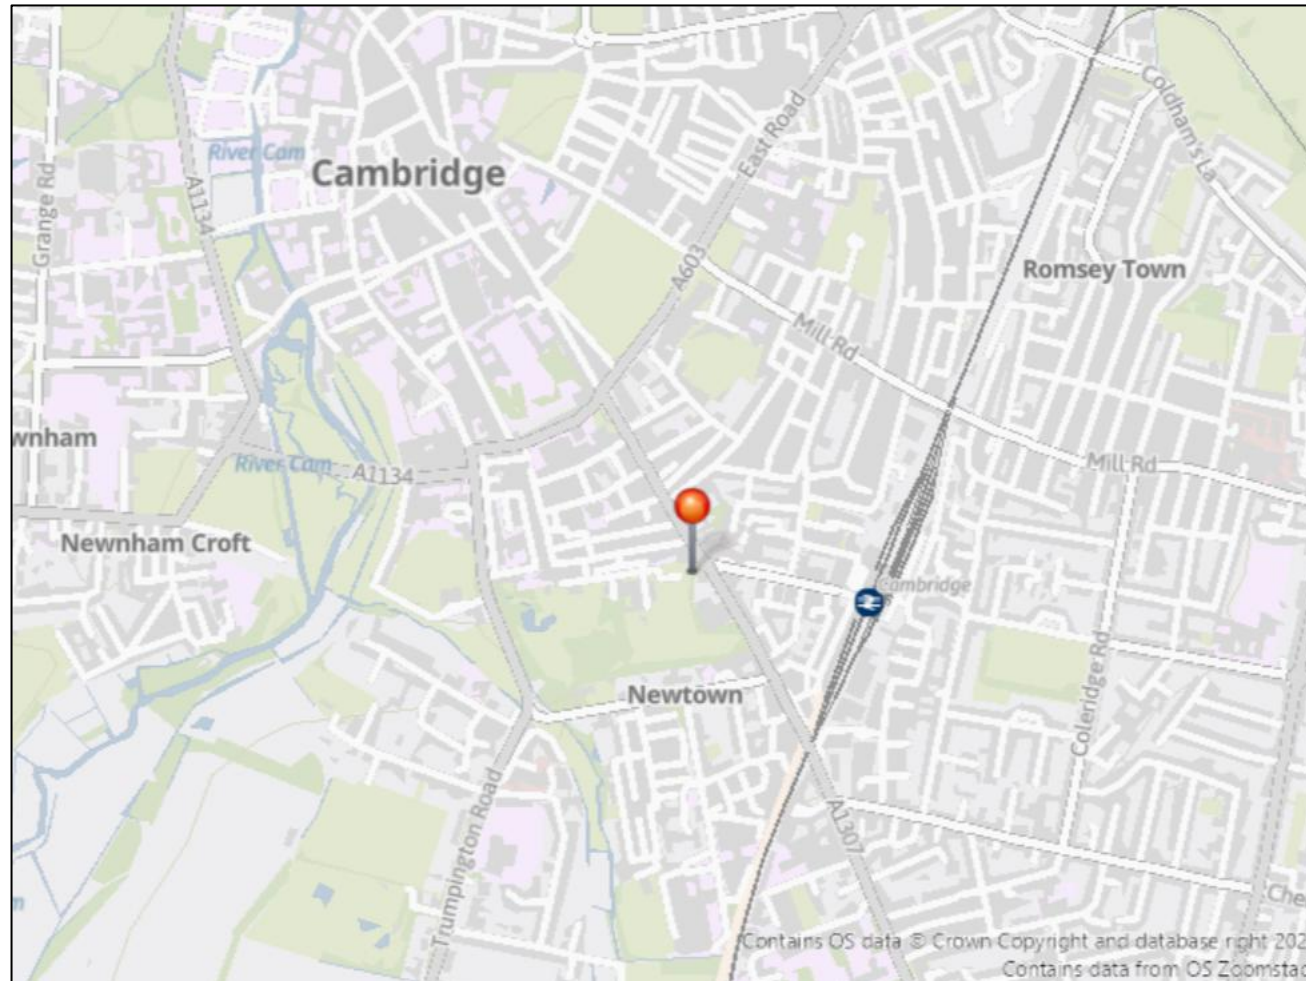 River Cam
Cambridge
East Road
Coldham's La
A1134
Grange Rd
A603
Romsey Town
Mill Rd
wnham
River Cam
A1134
Mill Rd
Newnham Croft
Cambridge
Newtown
Coleridge Rd
Trumpington Road
A1307
Che
Contains OS data © Crown Copyright and database right 202
Contains data from OS Zoomstac